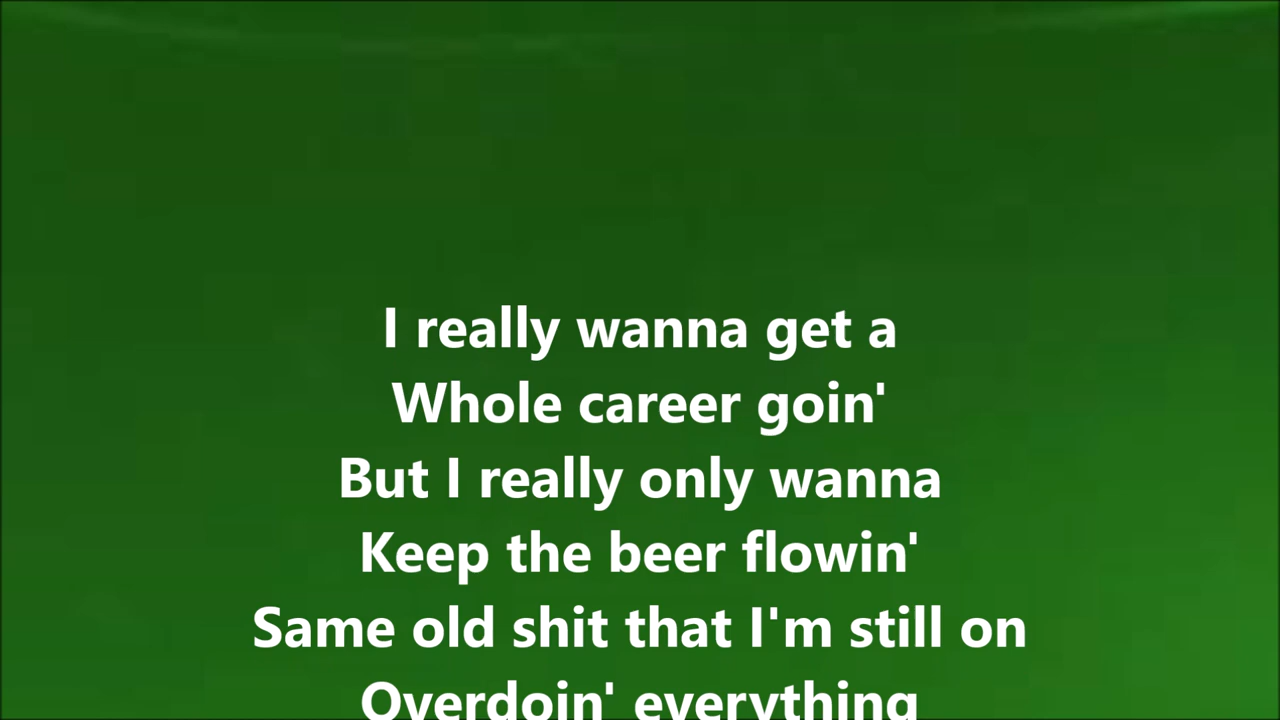 I really wanna get a
Whole career goin'
But I really only wanna
Keep the beer flowin'
Same old shit that I'm still on
Overdoin' everything